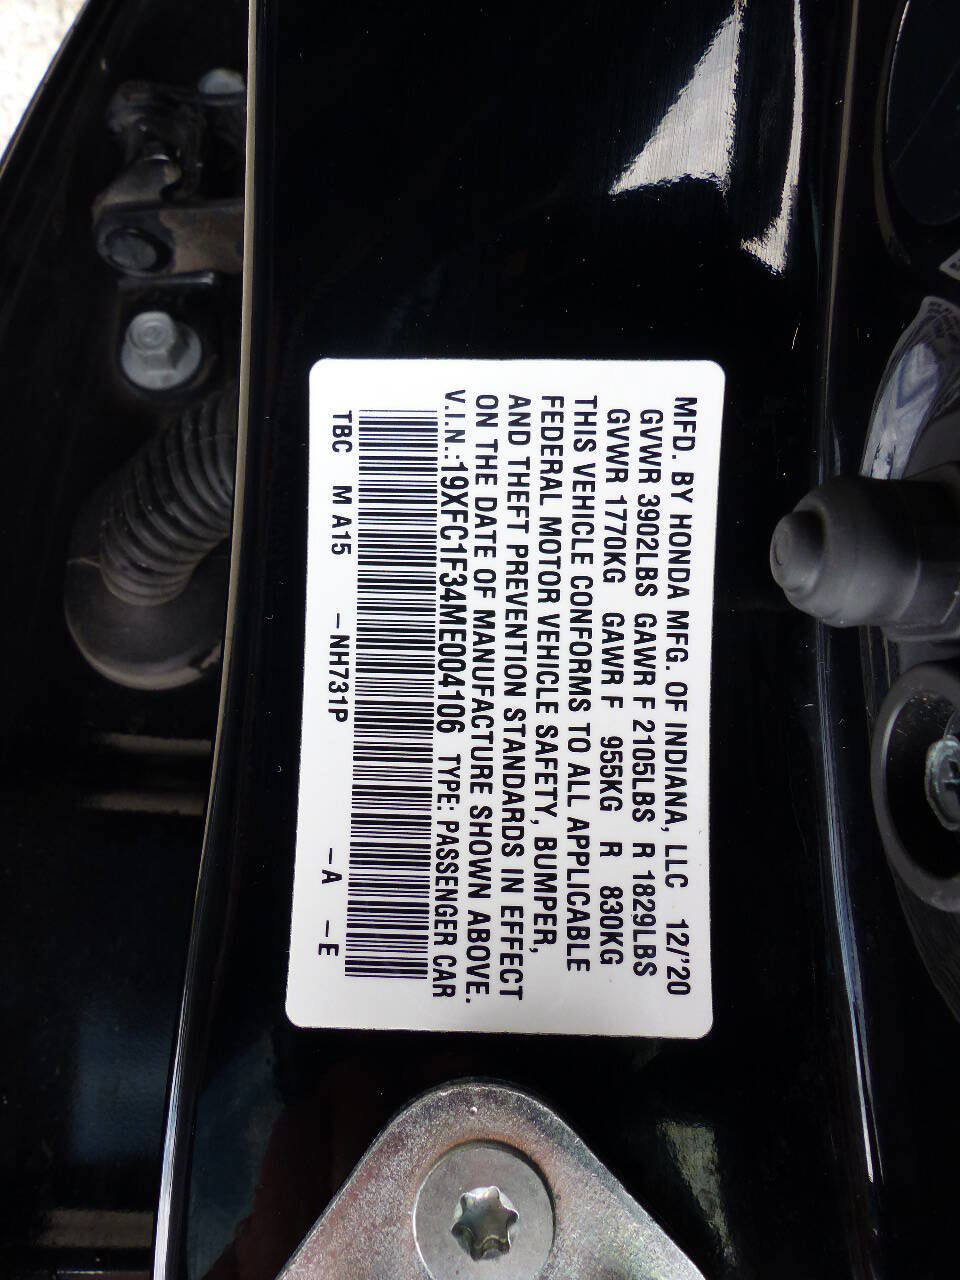 MFD. BY HONDA MFG. OF INDIANA, LLC 12/'20
GVWR 3902LBS GAWR F 2105LBS R 1829LBS
GVWR 1770KG GAWR F 955KG R 830KG
THIS VEHICLE CONFORMS TO ALL APPLICABLE
FEDERAL MOTOR VEHICLE SAFETY, BUMPER,
AND THEFT PREVENTION STANDARDS IN EFFECT
ON THE DATE OF MANUFACTURE SHOWN ABOVE.
V.I.N.:19XFC1F34ME004106 TYPE: PASSENGER CAR
TBC M A15 -NH731P -A -E